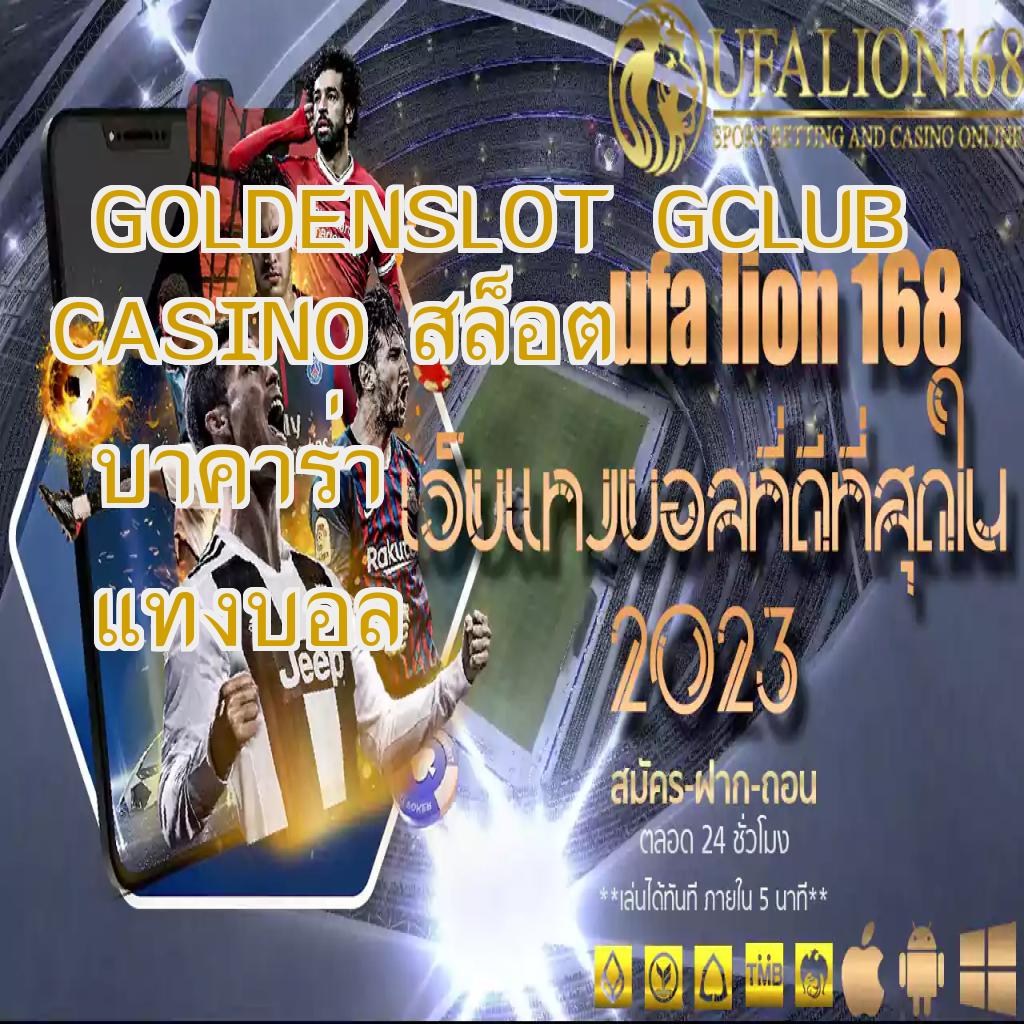 UFALION168
SPORT BETTING AND CASINO ONLINE
GOLDENSLOT GCLUB
CASINO สล็อต
บาคาร่า
แทงบอล
ufa lion 168
เว็บแทงบอลที่ดีที่สุดใน
2023
สมัคร-ฝาก-ถอน
ตลอด 24 ชั่วโมง
**เล่นได้ทันที ภายใน 5 นาที**
TMB
Jeep
POKER